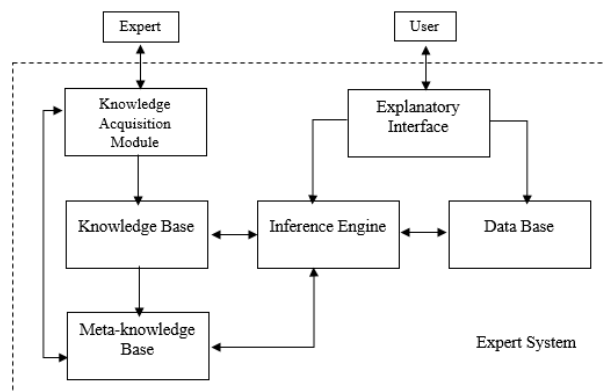 Expert
User
Knowledge
Acquisition
Module
Explanatory
Interface
Knowledge Base
Inference Engine
Data Base
Meta-knowledge
Base
Expert System